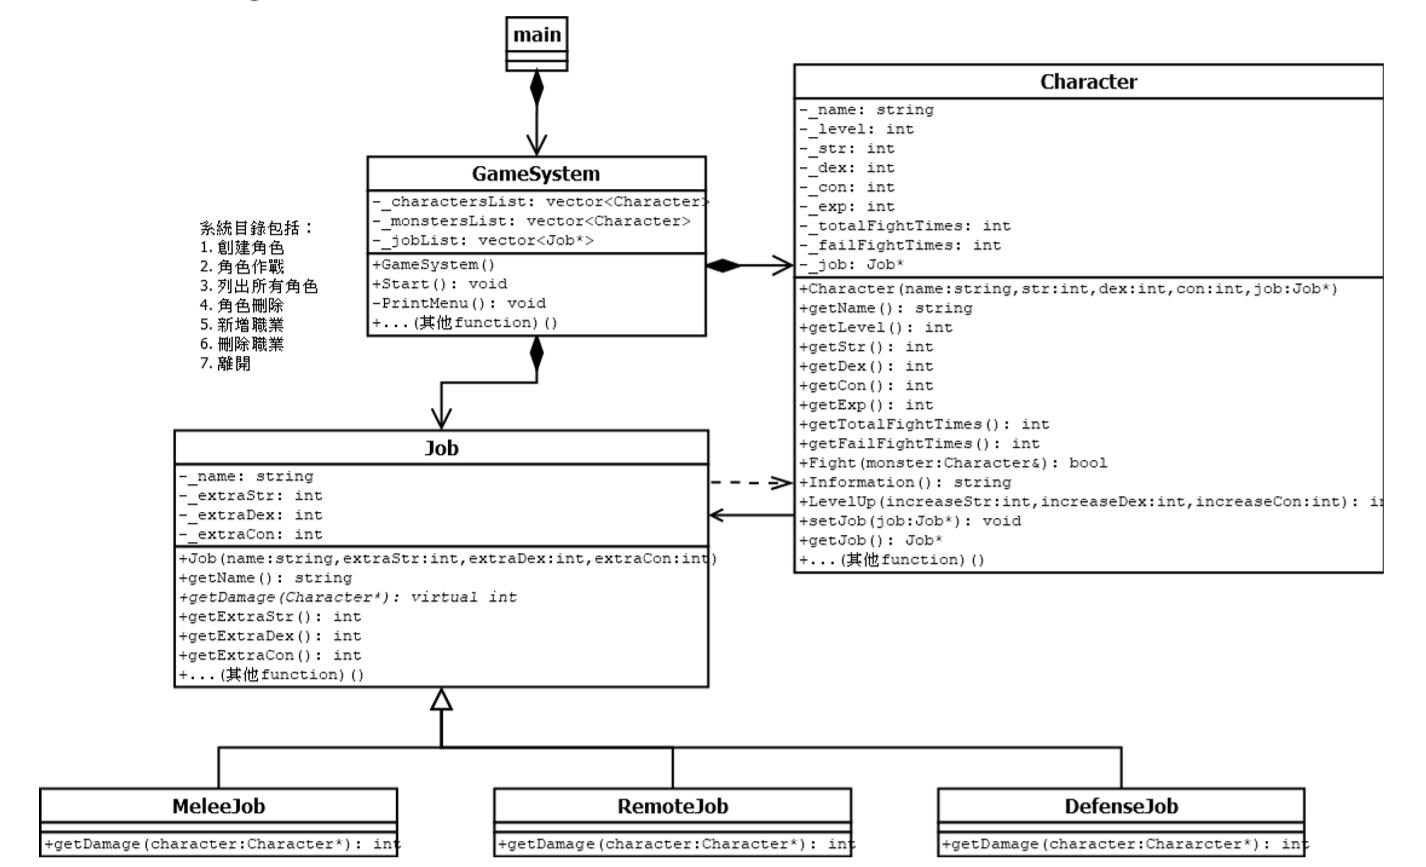 main
GameSystem
-_charactersList: vector<Character>
-_monstersList: vector<Character>
-_jobList: vector<Job*>
+GameSystem()
+Start(): void
-PrintMenu(): void
+...(其他function)()
系統目錄包括：
1. 創建角色
2. 角色作戰
3. 列出所有角色
4. 角色刪除
5. 新增職業
6. 刪除職業
7. 離開
Character
-_name: string
-_level: int
-_str: int
-_dex: int
-_con: int
-_exp: int
-_totalFightTimes: int
-_failFightTimes: int
-_job: Job*
+Character(name:string,str:int,dex:int,con:int,job:Job*)
+getName(): string
+getLevel(): int
+getStr(): int
+getDex(): int
+getCon(): int
+getExp(): int
+getTotalFightTimes(): int
+getFailFightTimes(): int
+Fight(monster:Character&): bool
+Information(): string
+LevelUp(increaseStr:int,increaseDex:int,increaseCon:int):
+setJob(job:Job*): void
+getJob(): Job*
+...(其他function)()
Job
-_name: string
-_extraStr: int
-_extraDex: int
-_extraCon: int
+Job(name:string,extraStr:int,extraDex:int,extraCon:int)
+getName(): string
+getDamage(Character*): virtual int
+getExtraStr(): int
+getExtraDex(): int
+getExtraCon(): int
+...(其他function)()
MeleeJob
+getDamage(character:Character*): int
RemoteJob
+getDamage(character:Character*): int
DefenseJob
+getDamage(character:Chararcter*): int